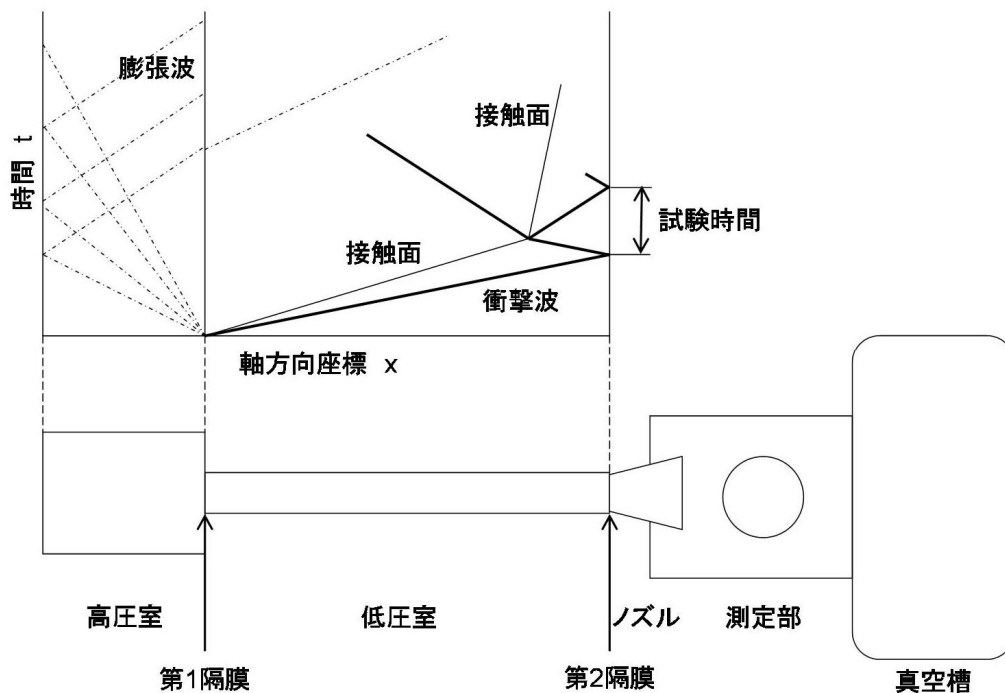 膨張波
時間 t
接触面
試験時間
接触面
衝撃波
軸方向座標 x
高圧室
低圧室
ノズル
測定部
第1隔膜
第2隔膜
真空槽